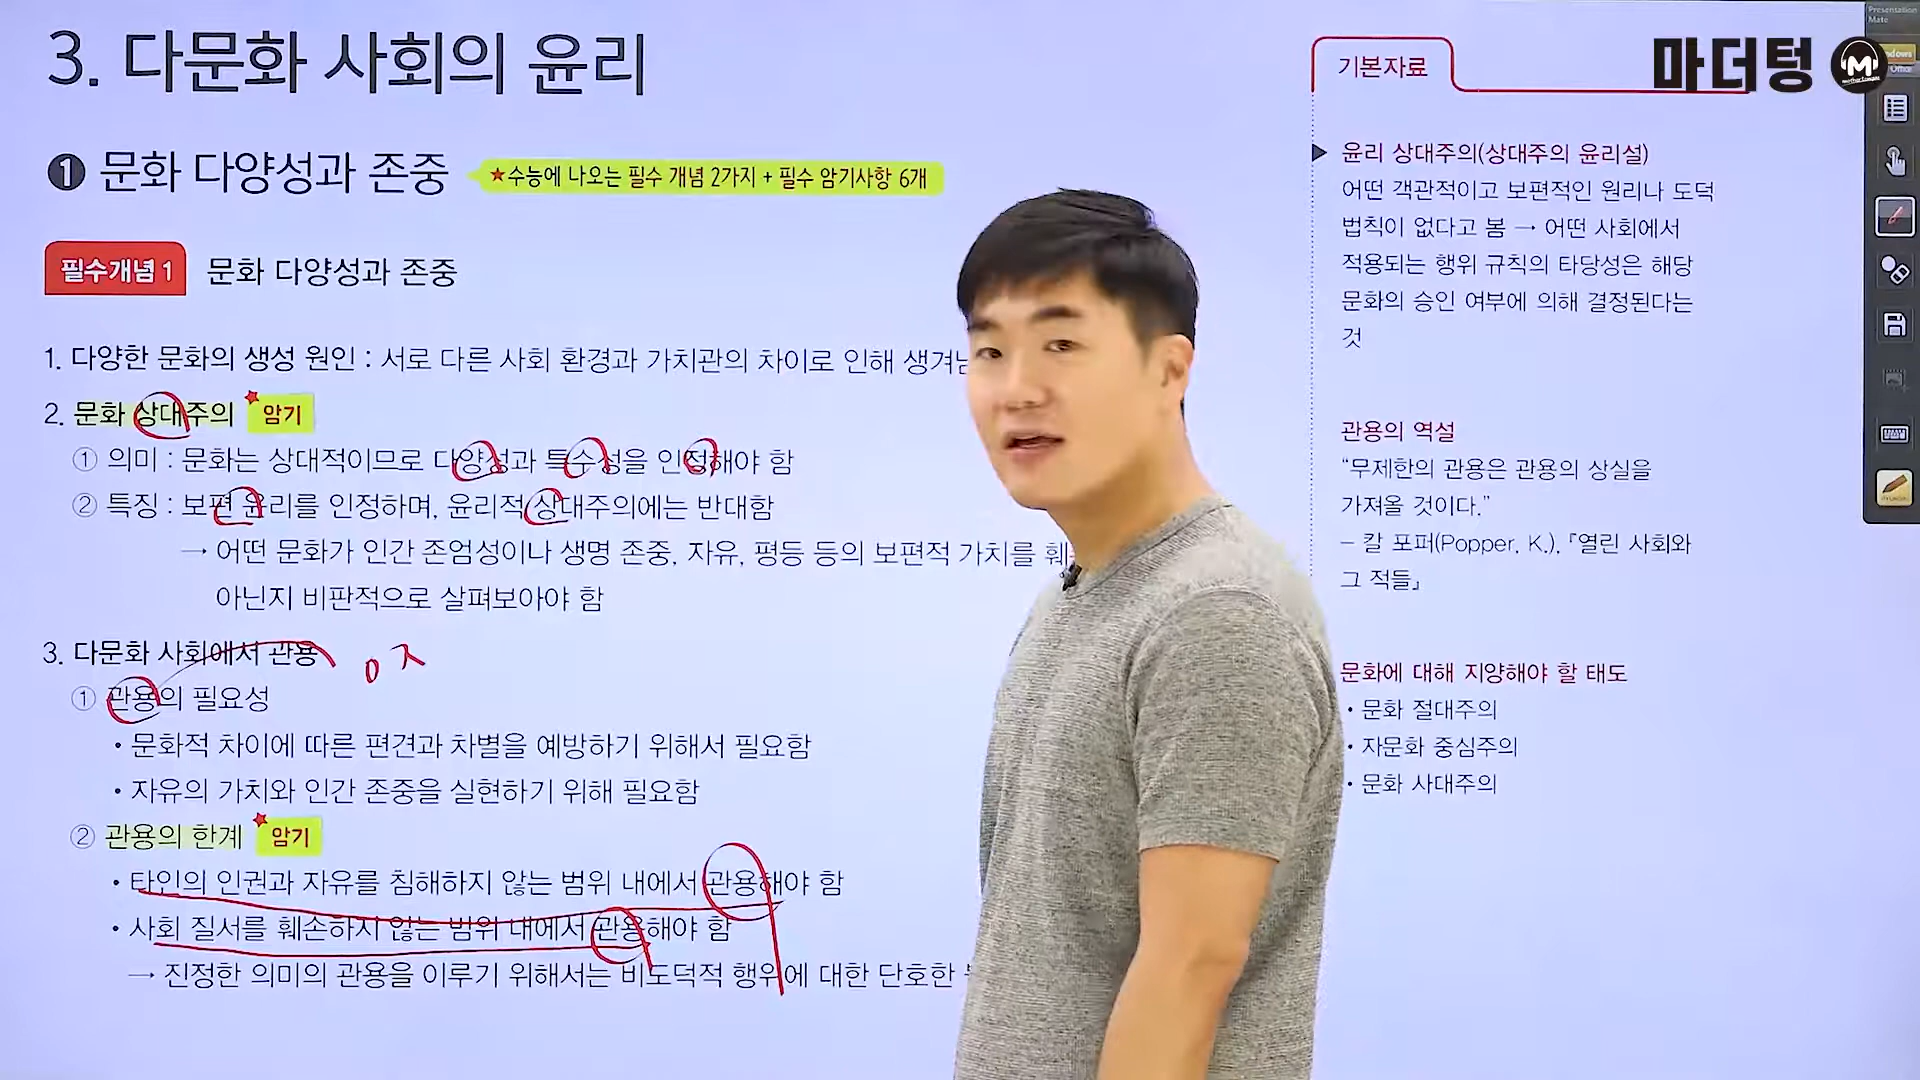 3. 다문화 사회의 윤리
❶ 문화 다양성과 존중
★수능에 나오는 필수 개념 2가지 + 필수 암기사항 6개
필수개념 1 문화 다양성과 존중
1. 다양한 문화의 생성 원인 : 서로 다른 사회 환경과 가치관의 차이로 인해
2. 문화 상대주의 ★암기
① 의미 : 문화는 상대적이므로 다양성과 특수성을 인정해야 함
② 특징 : 보편 윤리를 인정하며, 윤리적 상대주의에는 반대함
→ 어떤 문화가 인간 존엄성이나 생명 존중, 자유, 평등 등의 보편적 가치를
아닌지 비판적으로 살펴보아야 함
3. 다문화 사회에서 관용
① 관용의 필요성
• 문화적 차이에 따른 편견과 차별을 예방하기 위해서 필요함
• 자유의 가치와 인간 존중을 실현하기 위해 필요함
② 관용의 한계 ★암기
• 타인의 인권과 자유를 침해하지 않는 범위 내에서 관용해야 함
• 사회 질서를 훼손하지 않는 범위 내에서 관용해야 함
→ 진정한 의미의 관용을 이루기 위해서는 비도덕적 행위에 대한 단호한
기본자료
마더텅
M
▶ 윤리 상대주의(상대주의 윤리설)
어떤 객관적이고 보편적인 원리나 도덕
법칙이 없다고 봄 → 어떤 사회에서
적용되는 행위 규칙의 타당성은 해당
문화의 승인 여부에 의해 결정된다는
것
관용의 역설
“무제한의 관용은 관용의 상실을
가져올 것이다.”
– 칼 포퍼(Popper, K.), 『열린 사회와
그 적들』
문화에 대해 지양해야 할 태도
• 문화 절대주의
• 자문화 중심주의
• 문화 사대주의
Presentation
Mate